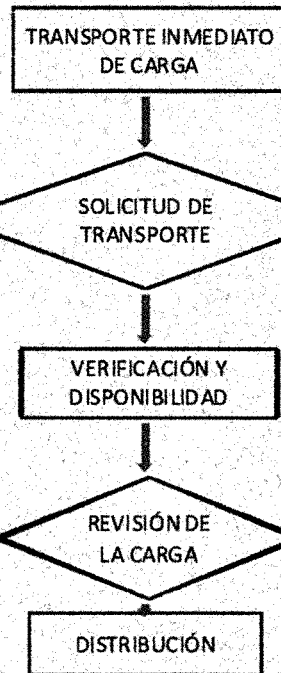 TRANSPORTE INMEDIATO
DE CARGA
SOLICITUD DE
TRANSPORTE
VERIFICACIÓN Y
DISPONIBILIDAD
REVISIÓN DE
LA CARGA
DISTRIBUCIÓN